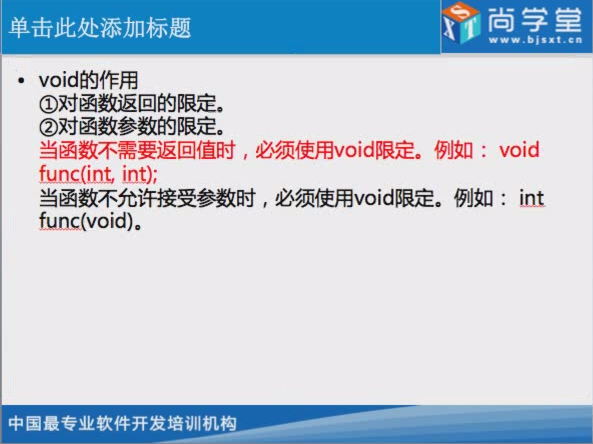 单击此处添加标题
尚学堂
SXT
www.bjsxt.cn
• void的作用
①对函数返回的限定。
②对函数参数的限定。
当函数不需要返回值时，必须使用void限定。例如： void
func(int, int);
当函数不允许接受参数时，必须使用void限定。例如： int
func(void)。
中国最专业软件开发培训机构